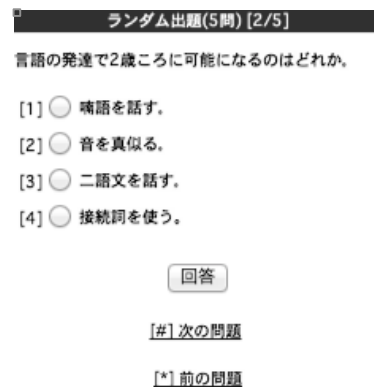 ランダム出題(5問) [2/5]
言語の発達で2歳ころに可能になるのはどれか。
[1] 喃語を話す。
[2] 音を真似る。
[3] 二語文を話す。
[4] 接続詞を使う。
回答
[#] 次の問題
[*] 前の問題